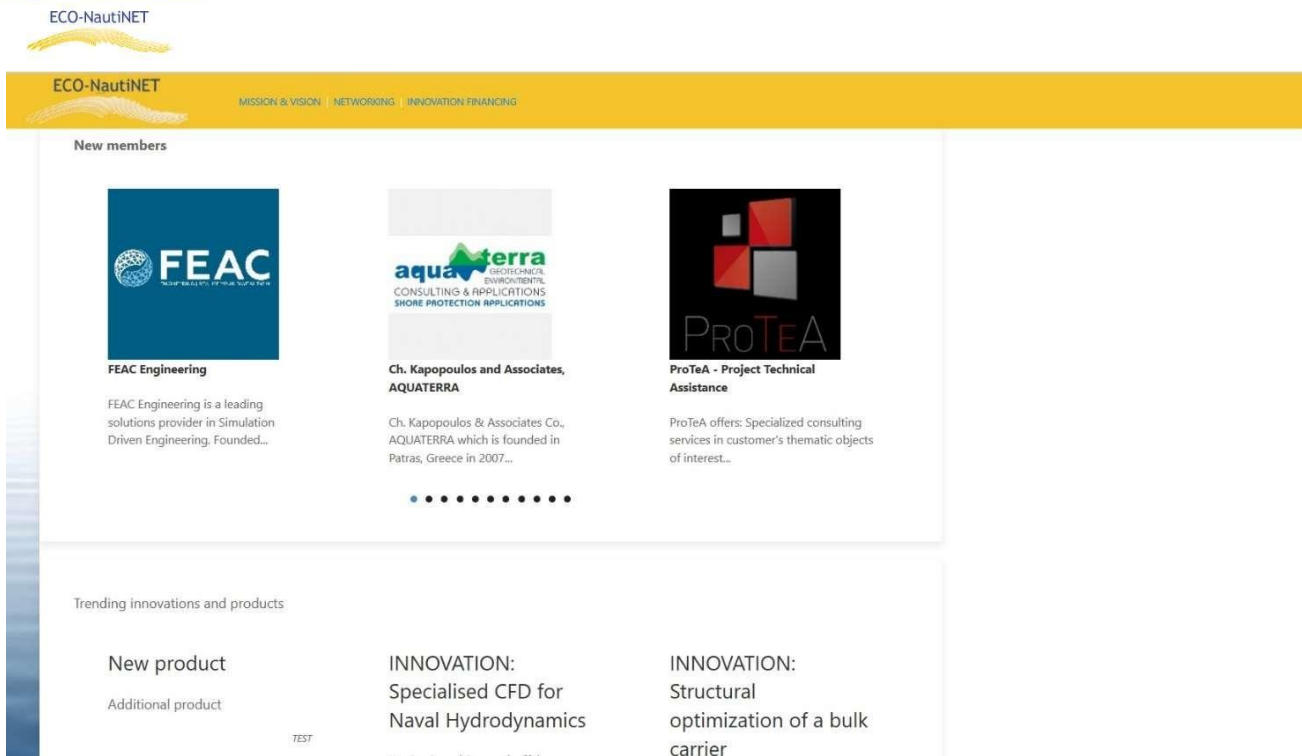 ECO-NautiNET
ECO-NautiNET
MISSION & VISION | NETWORKING | INNOVATION FINANCING
New members
FEAC
aquaterra
GEOTECHNICAL
ENVIRONMENTAL
CONSULTING & APPLICATIONS
SHORE PROTECTION APPLICATIONS
PROTEA
FEAC Engineering
FEAC Engineering is a leading
solutions provider in Simulation
Driven Engineering. Founded...
Ch. Kapopoulos and Associates,
AQUATERRA
Ch. Kapopoulos & Associates Co.,
AQUATERRA which is founded in
Patras, Greece in 2007...
ProTeA - Project Technical
Assistance
ProTeA offers: Specialized consulting
services in customer's thematic objects
of interest...
Trending innovations and products
New product
Additional product
TEST
INNOVATION:
Specialised CFD for
Naval Hydrodynamics
INNOVATION:
Structural
optimization of a bulk
carrier